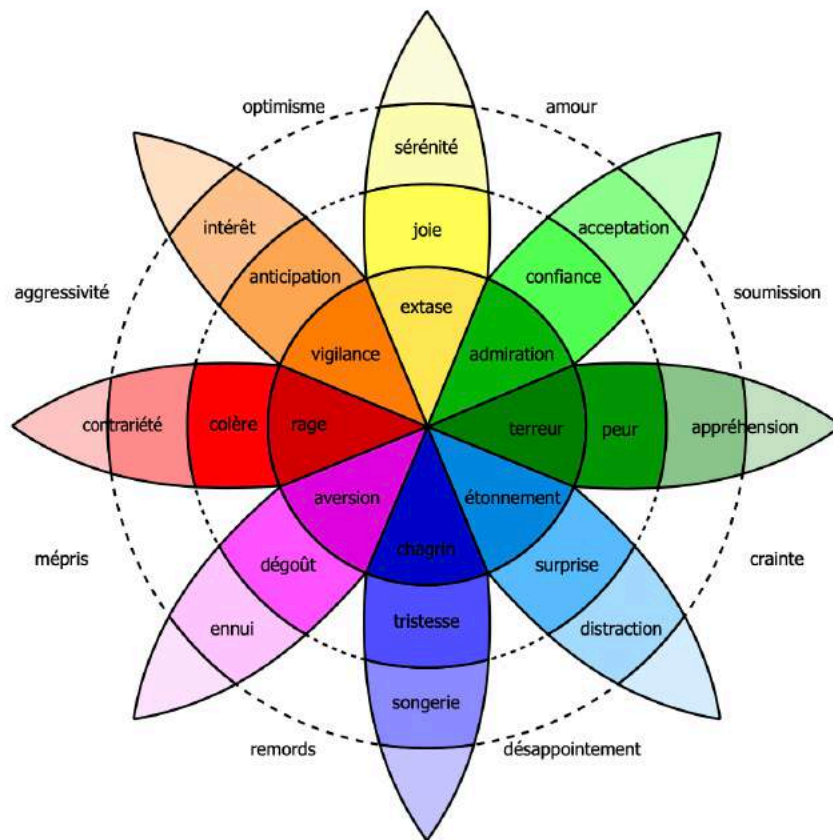 optimisme
amour
sérénité
intérêt
acceptation
joie
anticipation
confiance
aggressivité
soumission
extase
vigilance
admiration
contrariété
colère
rage
terreur
peur
appréhension
aversion
étonnement
chagrin
mépris
dégoût
surprise
crainte
ennui
tristesse
distraction
songerie
remords
désappointement